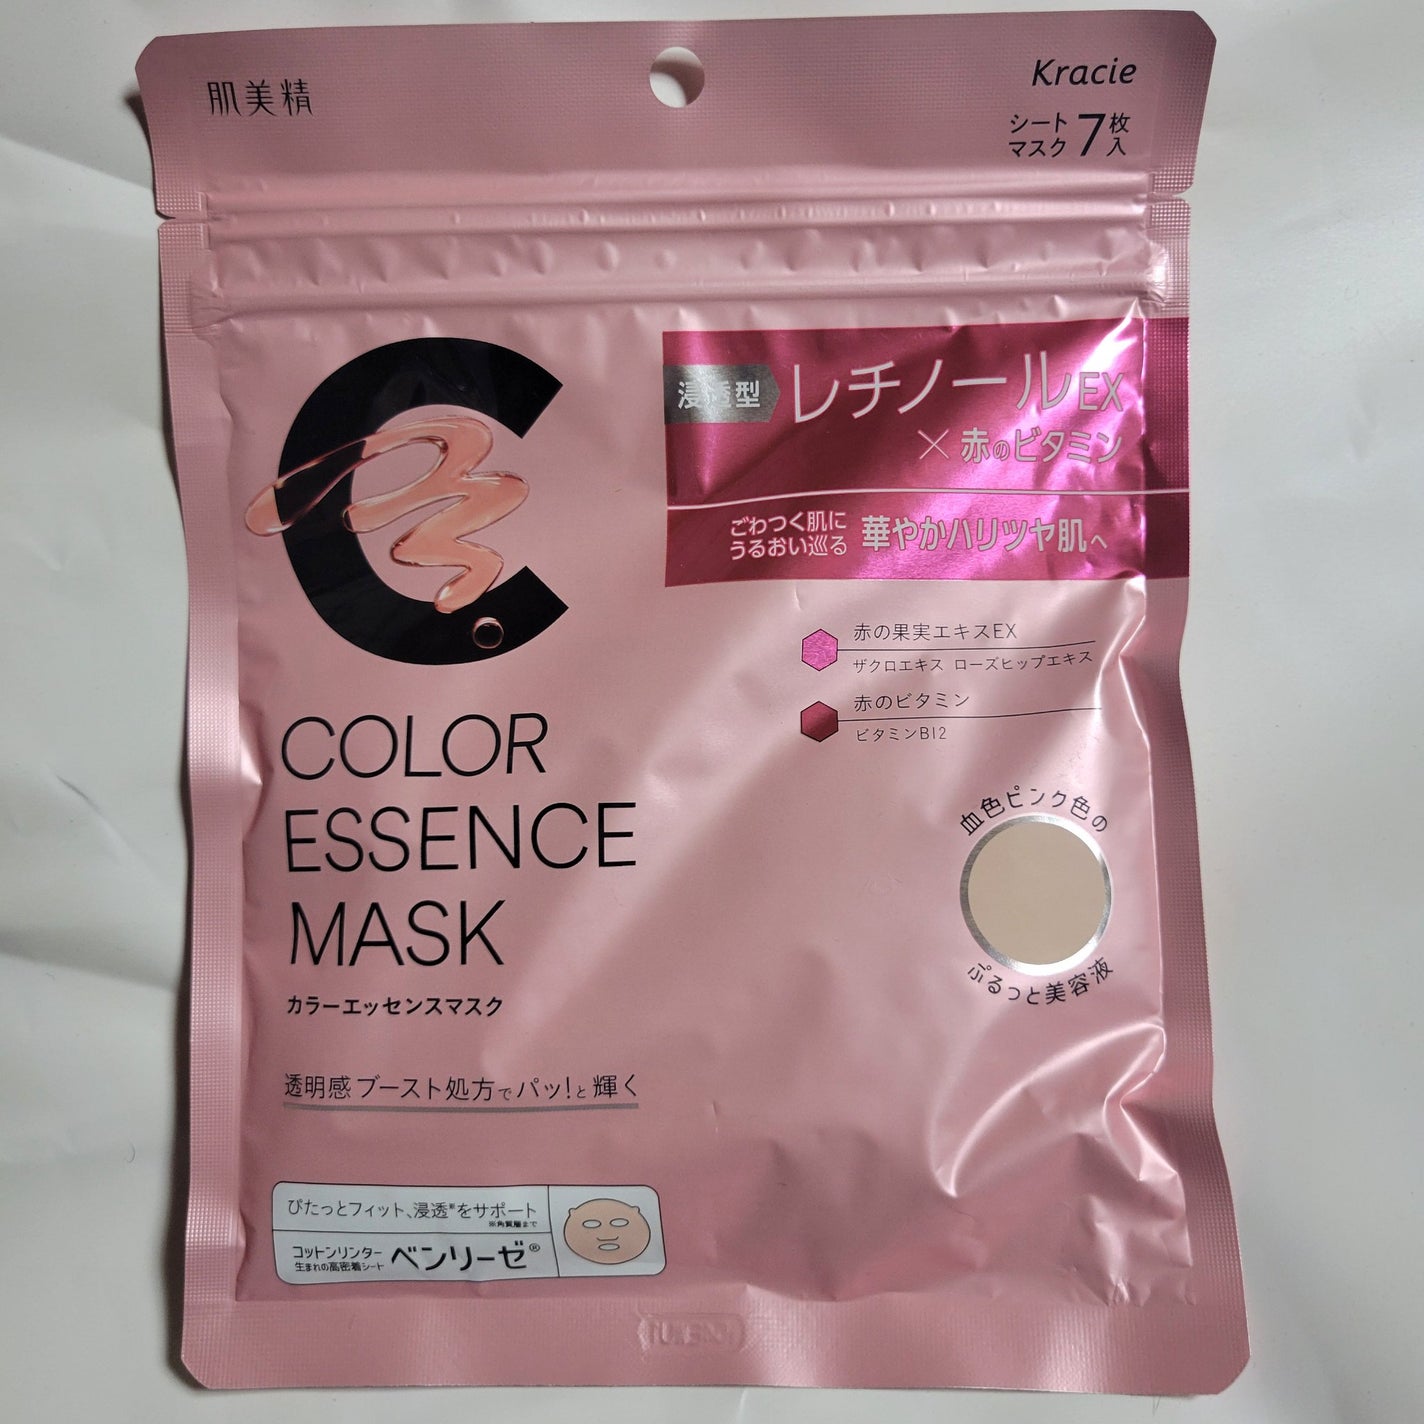 肌美精
Kracie
シート
マスク 7枚入
浸透型 レチノールEX
×赤のビタミン
ごわつく肌に
うるおい巡る 華やかハリツヤ肌へ
赤の果実エキスEX
ザクロエキス ローズヒップエキス
赤のビタミン
ビタミンB12
C
COLOR
ESSENCE
MASK
カラーエッセンスマスク
血色ピンク色の
ぷるっと美容液
透明感ブースト処方でパッ!と輝く
ぴたっとフィット、浸透※をサポート
※角質層まで
コットンリンター
生まれの高密着シート ベンリーゼ®